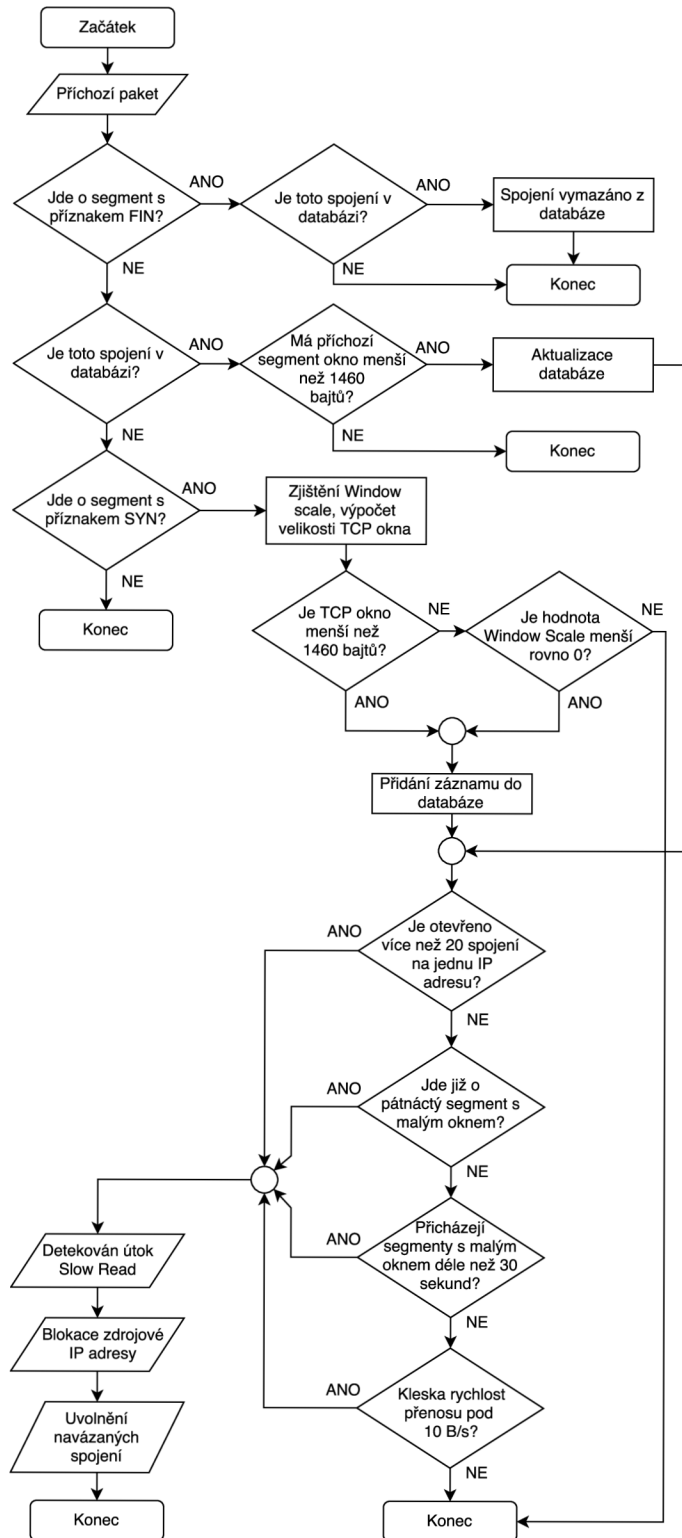 Začátek
Příchozí paket
Jde o segment s
příznakem FIN?
ANO
NE
Je toto spojení v
databázi?
ANO
NE
Spojení vymazáno z
databáze
Konec
Je toto spojení v
databázi?
ANO
NE
Má příchozí
segment okno menší
než 1460
bajtů?
ANO
NE
Aktualizace
databáze
Konec
Jde o segment s
příznakem SYN?
ANO
NE
Konec
Zjištění Window
scale, výpočet
velikosti TCP okna
Je TCP okno
menší než
1460 bajtů?
NE
ANO
Je hodnota
Window Scale menší
rovno 0?
NE
ANO
Přidání záznamu do
databáze
Je otevřeno
více než 20 spojení
na jednu IP
adresu?
ANO
NE
Jde již o
pátnáctý segment s
malým oknem?
ANO
NE
Přicházejí
segmenty s malým
oknem déle než 30
sekund?
ANO
NE
Kleska rychlost
přenosu pod
10 B/s?
ANO
NE
Konec
Detekován útok
Slow Read
Blokace zdrojové
IP adresy
Uvolnění
navázaných
spojení
Konec